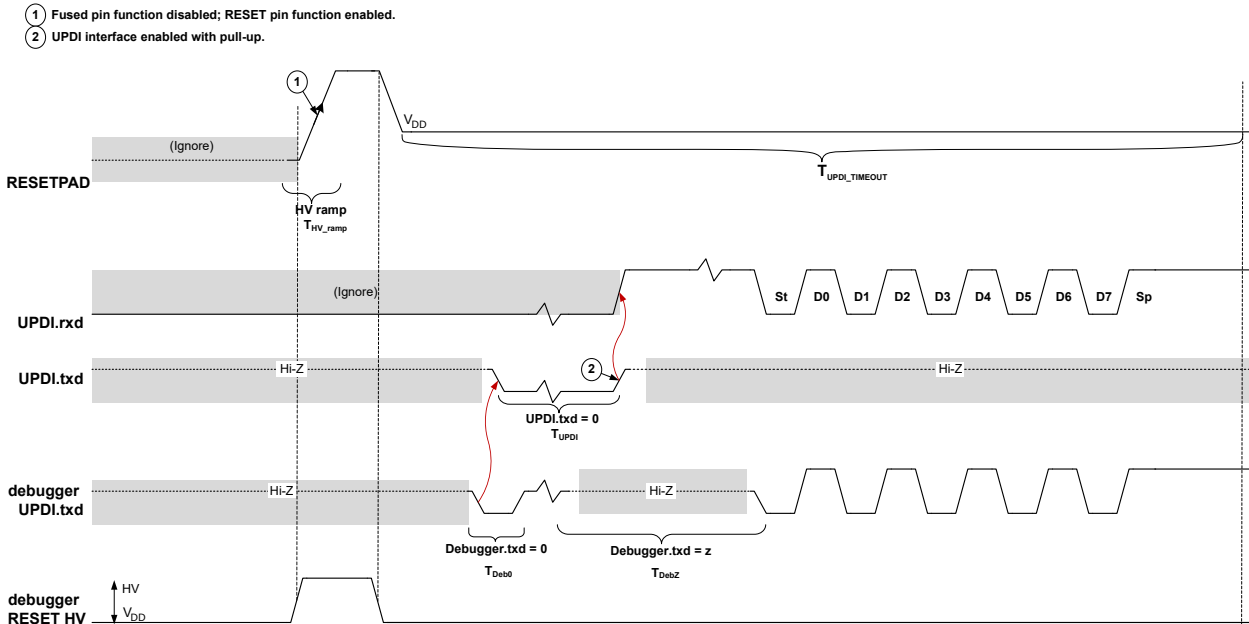 1 Fused pin function disabled; RESET pin function enabled.
2 UPDI interface enabled with pull-up.
1
VDD
(Ignore)
RESETPAD
TUPDI_TIMEOUT
HV ramp
THV_ramp
(Ignore)
St D0 D1 D2 D3 D4 D5 D6 D7 Sp
UPDI.rxd
Hi-Z 2 Hi-Z
UPDI.txd
UPDI.txd = 0
TUPDI
debugger
UPDI.txd
Hi-Z Hi-Z
Debugger.txd = 0 Debugger.txd = z
TDeb0 TDebZ
HV
debugger
VDD
RESET HV